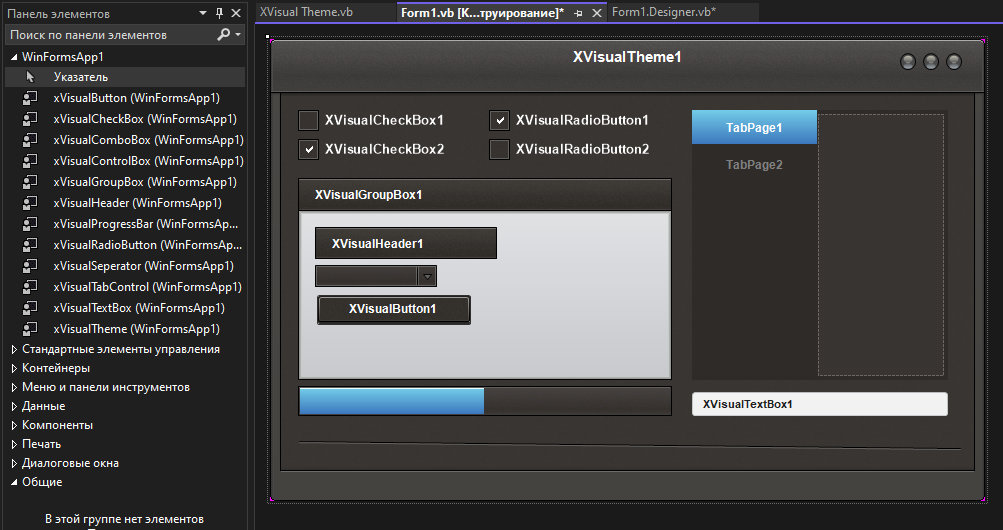 Панель элементов
Поиск по панели элементов
WinFormsApp1
Указатель
xVisualButton (WinFormsApp1)
xVisualCheckBox (WinFormsApp1)
xVisualComboBox (WinFormsApp1)
xVisualControlBox (WinFormsApp1)
xVisualGroupBox (WinFormsApp1)
xVisualHeader (WinFormsApp1)
xVisualProgressBar (WinFormsAp...
xVisualRadioButton (WinFormsAp...
xVisualSeperator (WinFormsApp1)
xVisualTabControl (WinFormsApp1)
xVisualTextBox (WinFormsApp1)
xVisualTheme (WinFormsApp1)
Стандартные элементы управления
Контейнеры
Меню и панели инструментов
Данные
Компоненты
Печать
Диалоговые окна
Общие
В этой группе нет элементов
XVisual Theme.vb
Form1.vb [К...труирование]*
Form1.Designer.vb*
XVisualTheme1
XVisualCheckBox1
XVisualRadioButton1
XVisualCheckBox2
XVisualRadioButton2
XVisualGroupBox1
XVisualHeader1
XVisualButton1
TabPage1
TabPage2
XVisualTextBox1